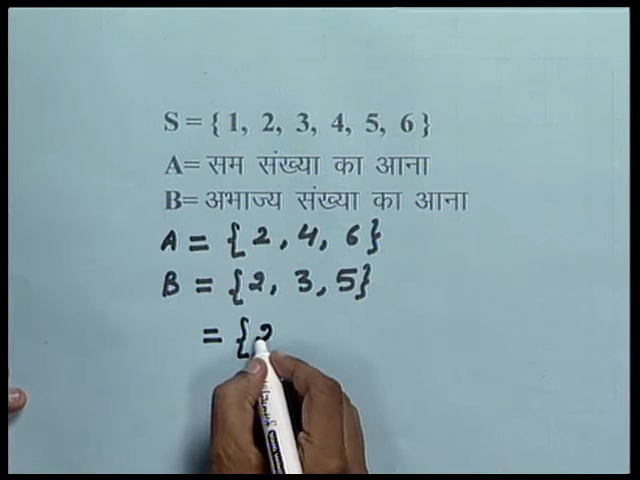 S = { 1, 2, 3, 4, 5, 6 }
A= सम संख्या का आना
B= अभाज्य संख्या का आना
A = {2, 4, 6}
B = {2, 3, 5}
= {2